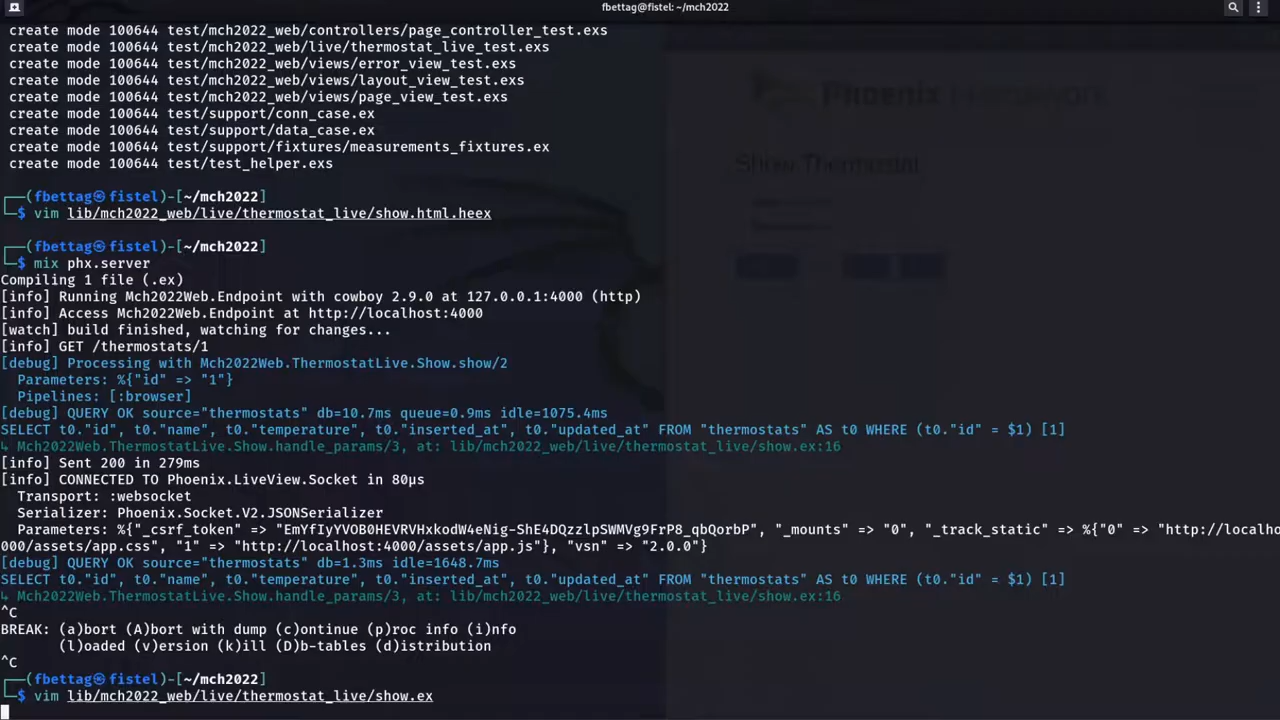 fbettag@fistel: ~/mch2022
create mode 100644 test/mch2022_web/controllers/page_controller_test.exs
create mode 100644 test/mch2022_web/live/thermostat_live_test.exs
create mode 100644 test/mch2022_web/views/error_view_test.exs
create mode 100644 test/mch2022_web/views/layout_view_test.exs
create mode 100644 test/mch2022_web/views/page_view_test.exs
create mode 100644 test/support/conn_case.ex
create mode 100644 test/support/data_case.ex
create mode 100644 test/support/fixtures/measurements_fixtures.ex
create mode 100644 test/test_helper.exs
Phoenix Framework
Show Thermostat
┌──(fbettag㉿fistel)-[~/mch2022]
└─$ vim lib/mch2022_web/live/thermostat_live/show.html.heex
┌──(fbettag㉿fistel)-[~/mch2022]
└─$ mix phx.server
Compiling 1 file (.ex)
[info] Running Mch2022Web.Endpoint with cowboy 2.9.0 at 127.0.0.1:4000 (http)
[info] Access Mch2022Web.Endpoint at http://localhost:4000
[watch] build finished, watching for changes...
[info] GET /thermostats/1
[debug] Processing with Mch2022Web.ThermostatLive.Show.show/2
Parameters: %{"id" => "1"}
Pipelines: [:browser]
[debug] QUERY OK source="thermostats" db=10.7ms queue=0.9ms idle=1075.4ms
SELECT t0."id", t0."name", t0."temperature", t0."inserted_at", t0."updated_at" FROM "thermostats" AS t0 WHERE (t0."id" = $1) [1]
↳ Mch2022Web.ThermostatLive.Show.handle_params/3, at: lib/mch2022_web/live/thermostat_live/show.ex:16
[info] Sent 200 in 279ms
[info] CONNECTED TO Phoenix.LiveView.Socket in 80µs
Transport: :websocket
Serializer: Phoenix.Socket.V2.JSONSerializer
Parameters: %{"_csrf_token" => "EmYfIyYVOB0HEVRVHxkodW4eNig-ShE4DQzzlpSWMVg9FrP8_qbQorbP", "_mounts" => "0", "_track_static" => %{"0" => "http://localho
000/assets/app.css", "1" => "http://localhost:4000/assets/app.js"}, "vsn" => "2.0.0"}
[debug] QUERY OK source="thermostats" db=1.3ms idle=1648.7ms
SELECT t0."id", t0."name", t0."temperature", t0."inserted_at", t0."updated_at" FROM "thermostats" AS t0 WHERE (t0."id" = $1) [1]
↳ Mch2022Web.ThermostatLive.Show.handle_params/3, at: lib/mch2022_web/live/thermostat_live/show.ex:16
^C
BREAK: (a)bort (A)bort with dump (c)ontinue (p)roc info (i)nfo
(l)oaded (v)ersion (k)ill (D)b-tables (d)istribution
^C
┌──(fbettag㉿fistel)-[~/mch2022]
└─$ vim lib/mch2022_web/live/thermostat_live/show.ex